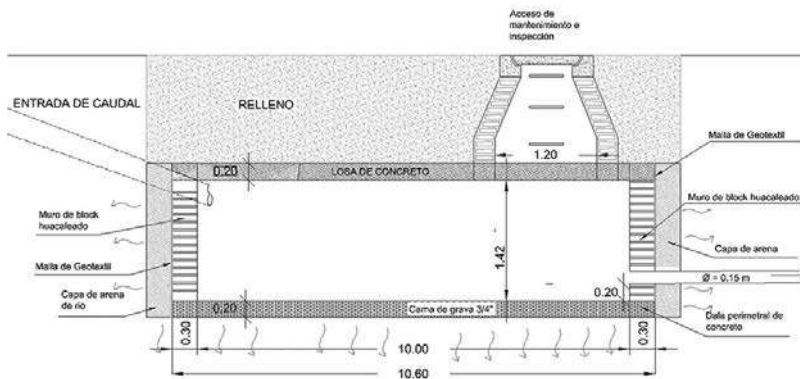 Acceso de
mantenimiento e
inspección
ENTRADA DE CAUDAL
RELLENO
Malla de Geotextil
1.20
0.20
LOSA DE CONCRETO
Muro de block
huacaleado
Muro de block huacaleado
1.42
Malla de Geotextil
Capa de arena
Ø = 0.15 m
Capa de arena
de río
0.20
0.20
Cama de grava 3/4"
Dala perimetral de
concreto
0.30
0.30
10.00
10.60